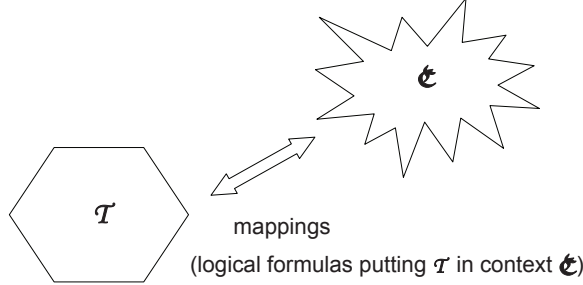 ℭ
𝒯
mappings
(logical formulas putting 𝒯 in context ℭ)